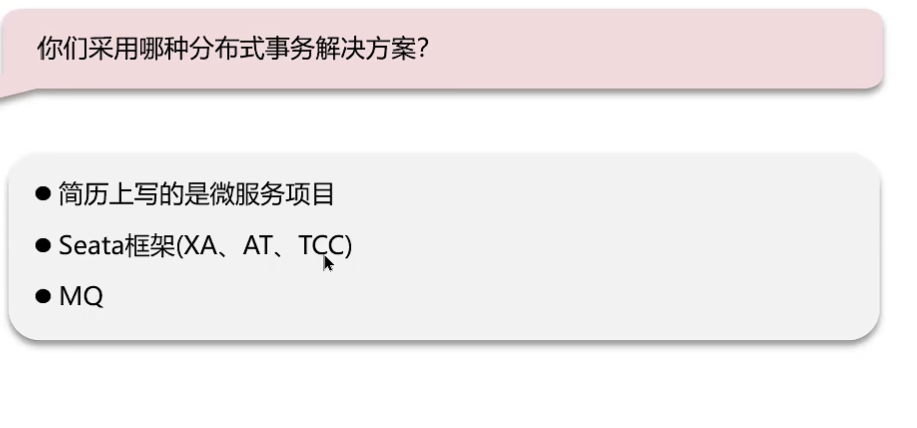 你们采用哪种分布式事务解决方案？
● 简历上写的是微服务项目
● Seata框架(XA、AT、TCC)
● MQ